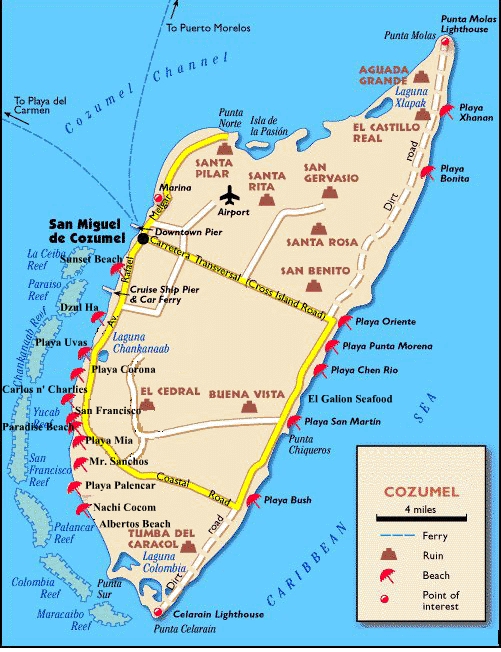 To Puerto Morelos
Punta Molas
Lighthouse
Punta Molas
AGUADA
GRANDE
Laguna
Xlapak
EL CASTILLO
REAL
Playa
Xhanan
Cozumel Channel
To Playa del
Carmen
Punta
Norte
Isla de
la Pasión
SANTA
PILAR
SANTA
RITA
SAN
GERVASIO
Dirt road
Playa
Bonita
Marina
Melgar
Airport
San Miguel
de Cozumel
Downtown Pier
SANTA ROSA
La Ceiba
Reef
Sunset Beach
Rafael
Carretera Transversal (Cross Island Road)
SAN BENITO
Paraiso
Reef
Cruise Ship Pier
& Car Ferry
Dzul Ha
Av.
Playa Oriente
Chankanaab Reef
Playa Uvas
Laguna
Chankanaab
Playa Punta Morena
Playa Corona
Playa Chen Rio
Carlos n' Charlies
EL CEDRAL
BUENA VISTA
El Galion Seafood
Yucab
Reef
San Francisco
Paradise Beach
Playa San Martín
Playa Mia
Punta
Chiqueros
San
Francisco
Reef
Mr. Sanchos
Playa Palencar
Coastal Road
Playa Bush
Nachi Cocom
Albertos Beach
Palancar
Reef
TUMBA DEL
CARACOL
Laguna
Colombia
Dirt road
Colombia
Reef
Punta
Sur
Maracaibo
Reef
Celarain Lighthouse
Punta Celarain
CARIBBEAN SEA
COZUMEL
4 miles
Ferry
Ruin
Beach
Point of
interest